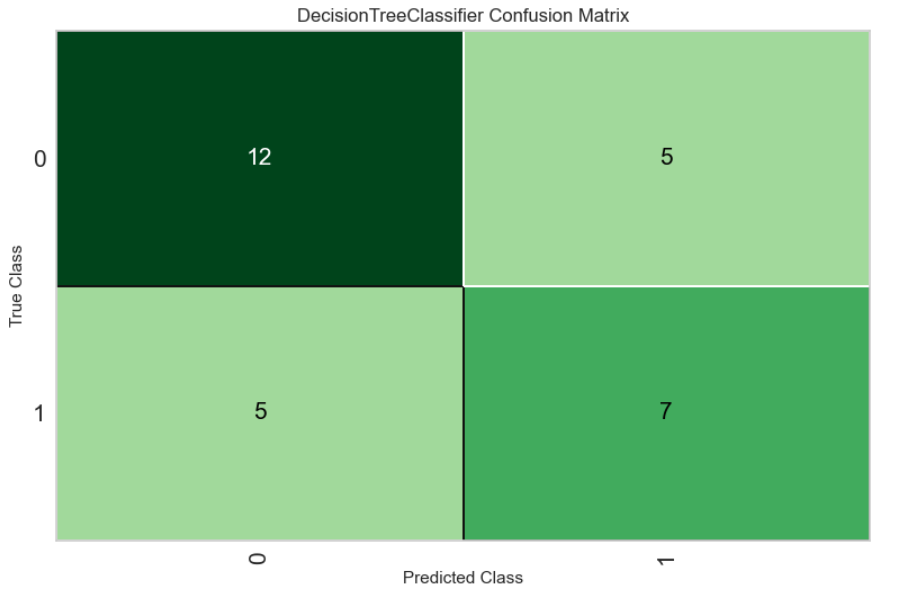 DecisionTreeClassifier Confusion Matrix
0
12
5
True Class
1
5
7
0
1
Predicted Class